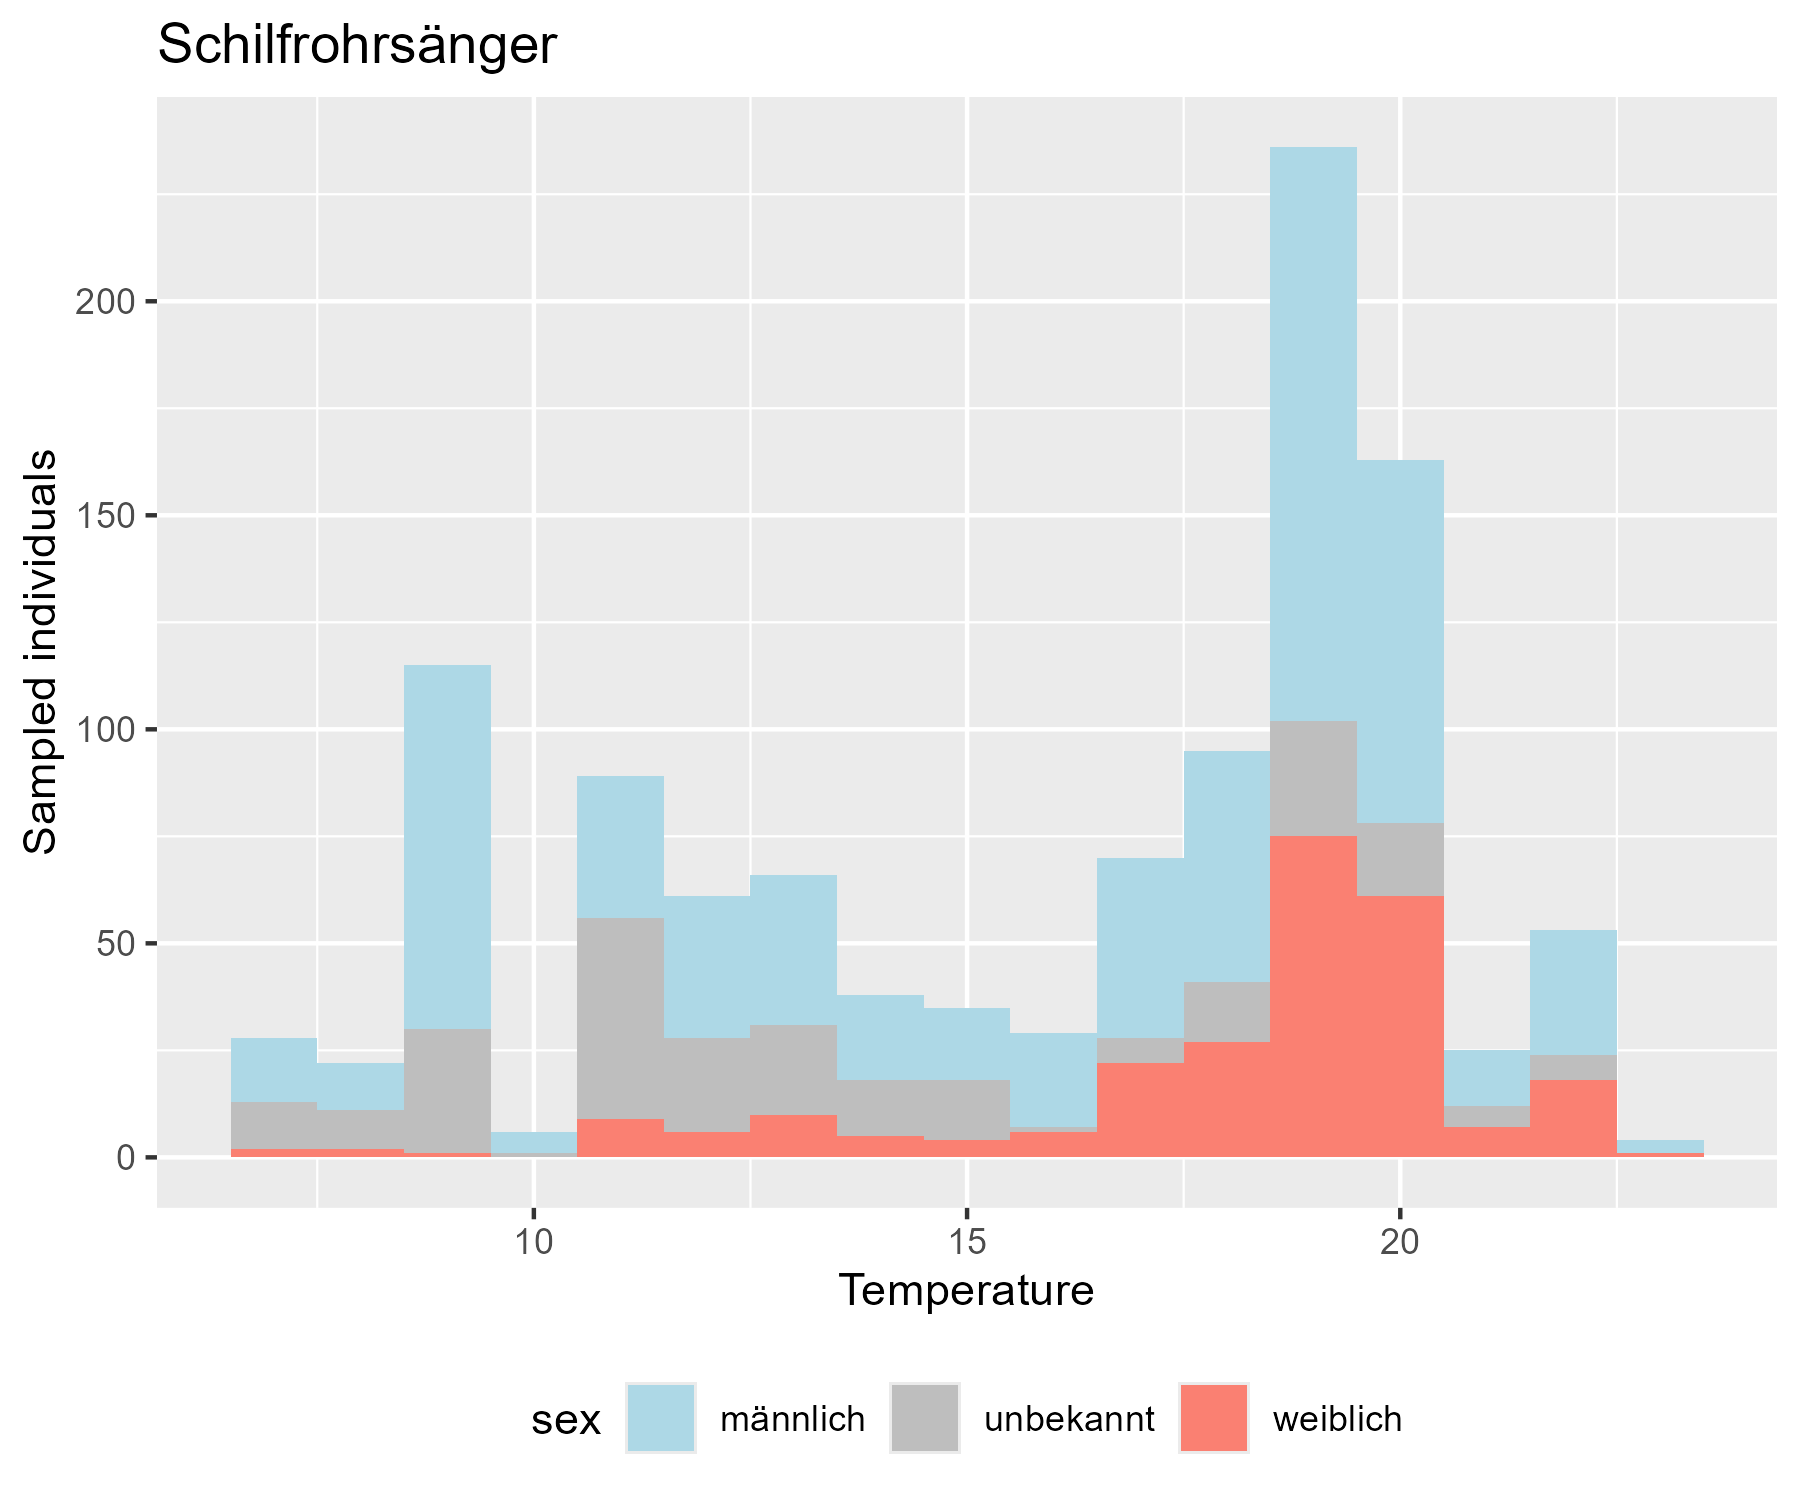 Schilfrohrsänger
Sampled individuals
200
150
100
50
0
10 15 20
Temperature
sex männlich unbekannt weiblich